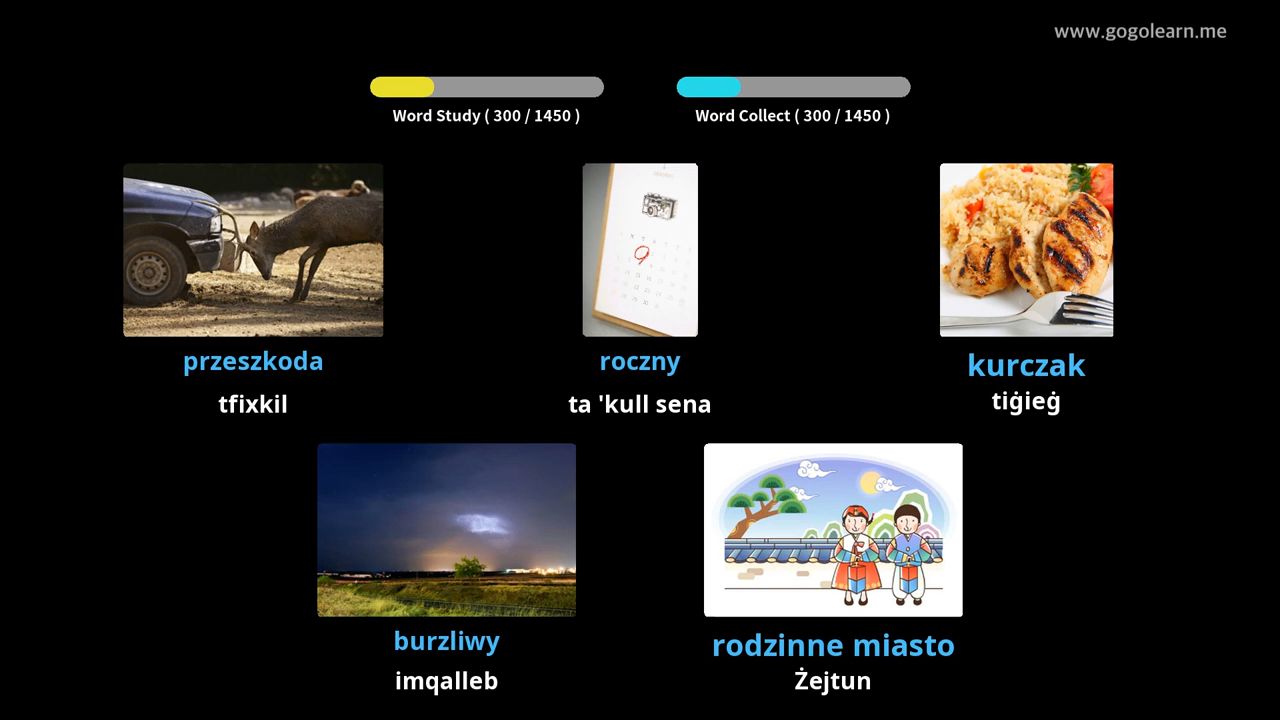 www.gogolearn.me
Word Study ( 300 / 1450 )
Word Collect ( 300 / 1450 )
przeszkoda
tfixkil
roczny
ta 'kull sena
kurczak
tiġieġ
burzliwy
imqalleb
rodzinne miasto
Żejtun